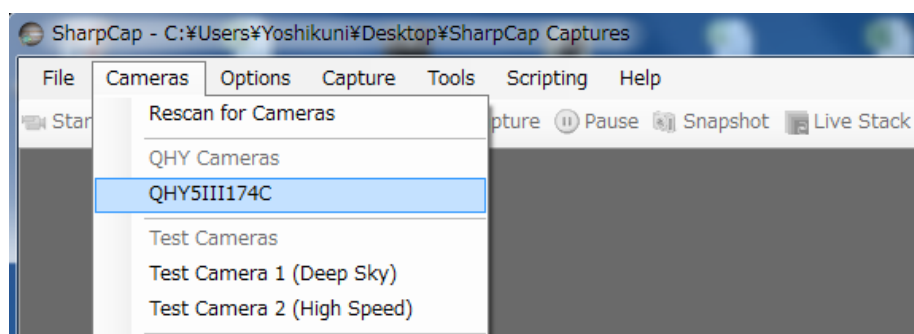 SharpCap - C:¥Users¥Yoshikuni¥Desktop¥SharpCap Captures
File Cameras Options Capture Tools Scripting Help
Star pture Pause Snapshot Live Stack
Rescan for Cameras
QHY Cameras
QHY5III174C
Test Cameras
Test Camera 1 (Deep Sky)
Test Camera 2 (High Speed)